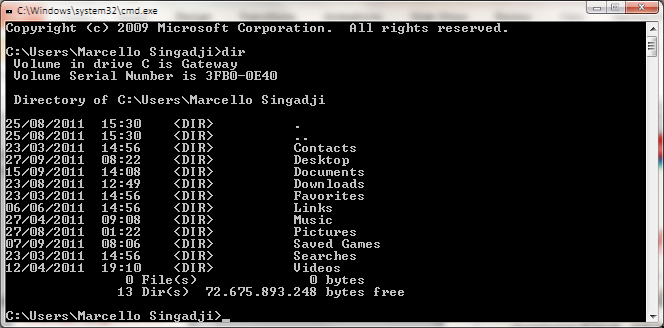 C:\Windows\system32\cmd.exe
Copyright (c) 2009 Microsoft Corporation.  All rights reserved.
C:\Users\Marcello Singadji>dir
 Volume in drive C is Gateway
 Volume Serial Number is 3FB0-0E40
 Directory of C:\Users\Marcello Singadji
25/08/2011  15:30    <DIR>          .
25/08/2011  15:30    <DIR>          ..
23/03/2011  14:56    <DIR>          Contacts
27/09/2011  08:22    <DIR>          Desktop
15/09/2011  14:08    <DIR>          Documents
23/08/2011  12:49    <DIR>          Downloads
23/03/2011  14:56    <DIR>          Favorites
06/06/2011  14:56    <DIR>          Links
27/04/2011  09:08    <DIR>          Music
27/08/2011  01:22    <DIR>          Pictures
07/09/2011  08:06    <DIR>          Saved Games
23/03/2011  14:56    <DIR>          Searches
12/04/2011  19:10    <DIR>          Videos
               0 File(s)              0 bytes
              13 Dir(s)  72.675.893.248 bytes free
C:\Users\Marcello Singadji>_